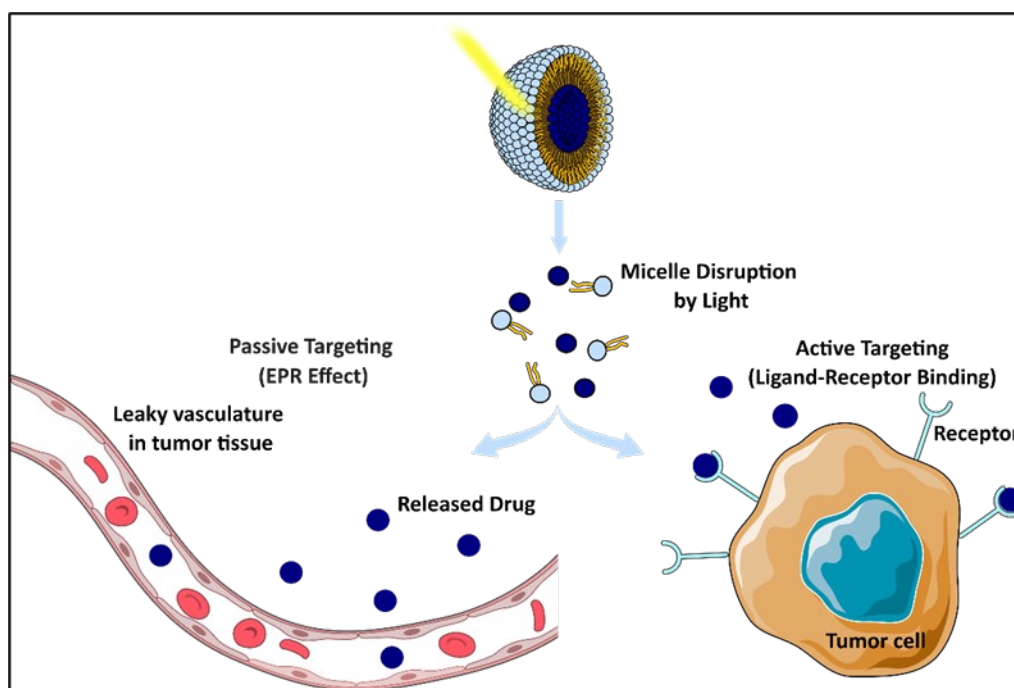 Micelle Disruption
by Light
Passive Targeting
(EPR Effect)
Active Targeting
(Ligand-Receptor Binding)
Leaky vasculature
in tumor tissue
Receptor
Released Drug
Tumor cell